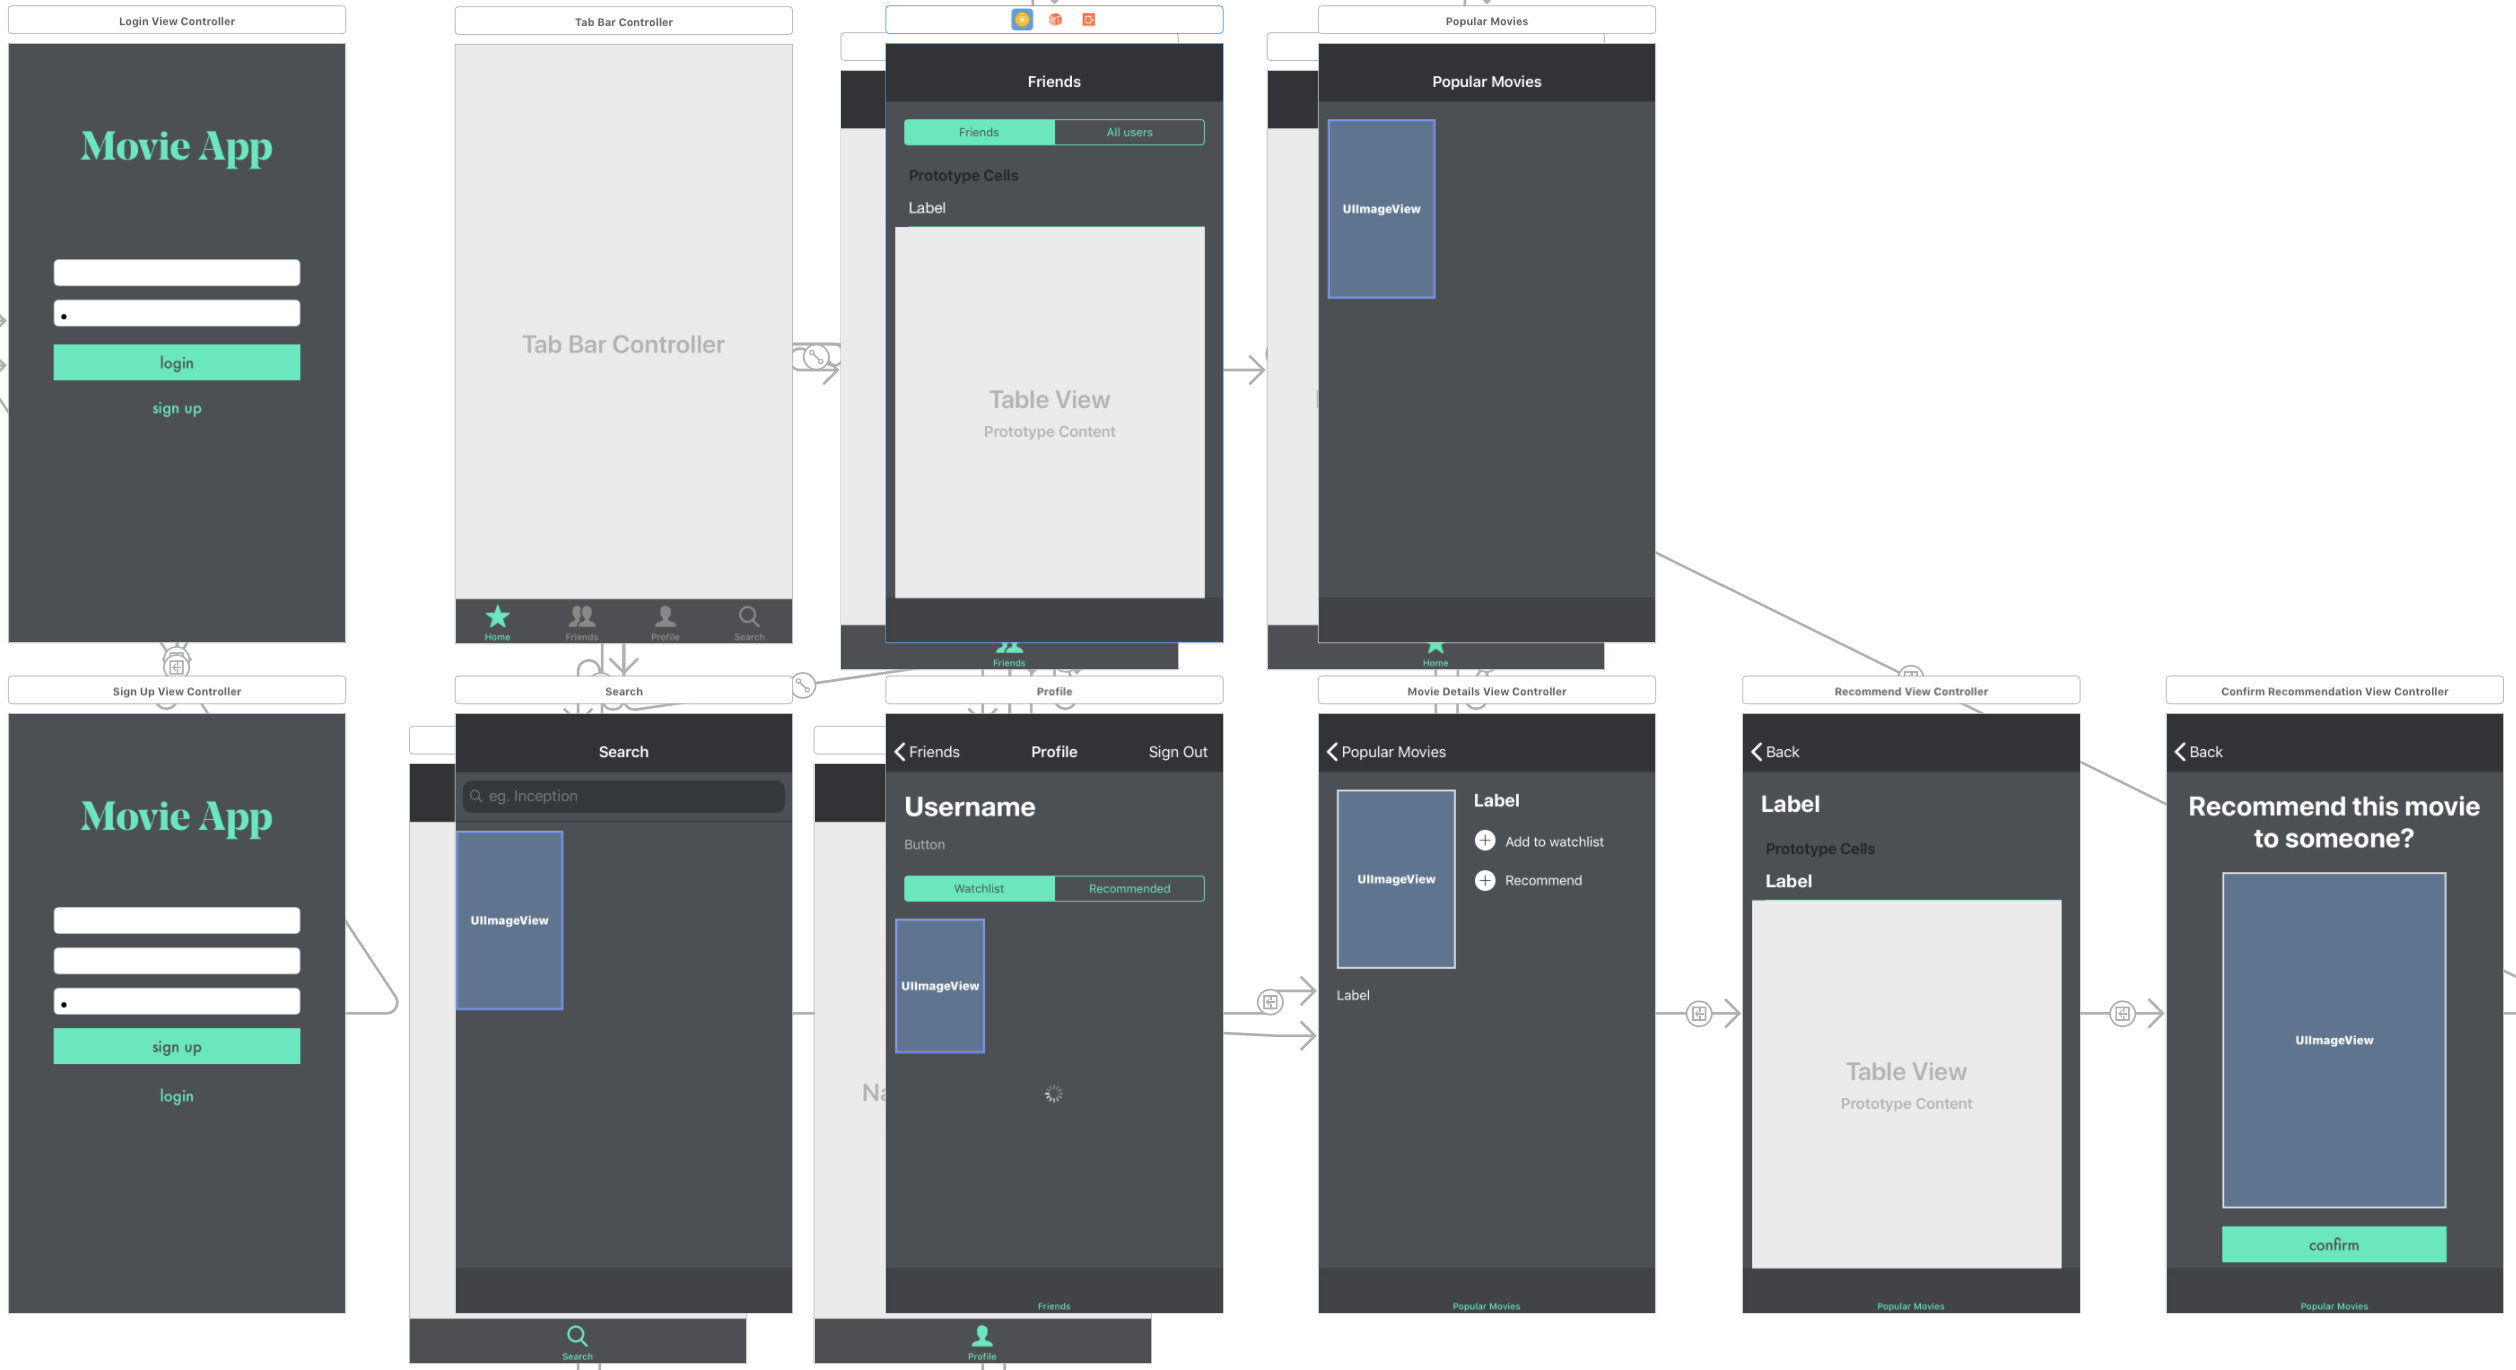 Login View Controller
Movie App
login
sign up
Tab Bar Controller
Tab Bar Controller
Home
Friends
Profile
Search
Friends
Friends
All users
Prototype Cells
Label
Table View
Prototype Content
Friends
Popular Movies
Popular Movies
UIImageView
Home
Sign Up View Controller
Movie App
sign up
login
Search
Search
eg. Inception
UIImageView
Search
Profile
Friends
Profile
Sign Out
Username
Button
Watchlist
Recommended
UIImageView
Na
Friends
Profile
Movie Details View Controller
Popular Movies
UIImageView
Label
Add to watchlist
Recommend
Label
Popular Movies
Recommend View Controller
Back
Label
Prototype Cells
Label
Table View
Prototype Content
Popular Movies
Confirm Recommendation View Controller
Back
Recommend this movie
to someone?
UIImageView
confirm
Popular Movies